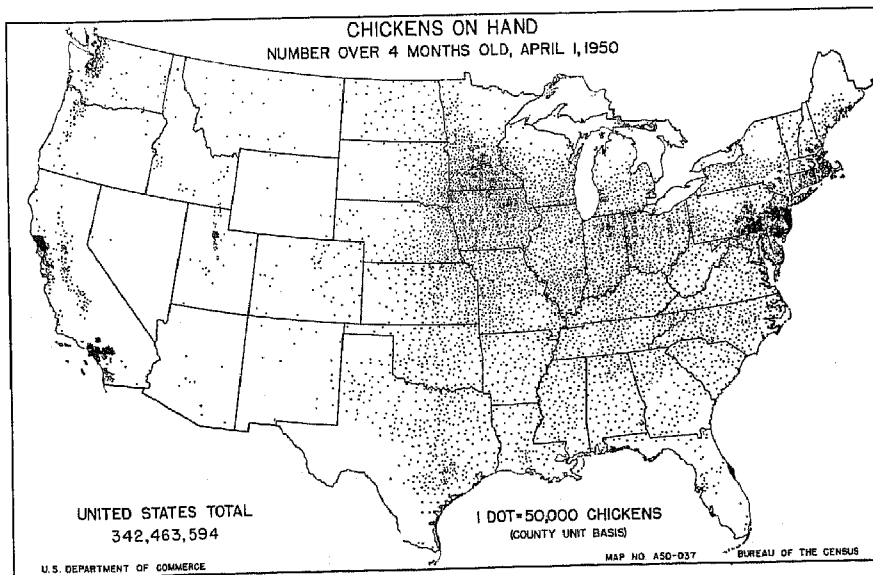 CHICKENS ON HAND
NUMBER OVER 4 MONTHS OLD, APRIL 1, 1950
UNITED STATES TOTAL
342,463,594
1 DOT=50,000 CHICKENS
(COUNTY UNIT BASIS)
U.S. DEPARTMENT OF COMMERCE
MAP NO. A50-037
BUREAU OF THE CENSUS